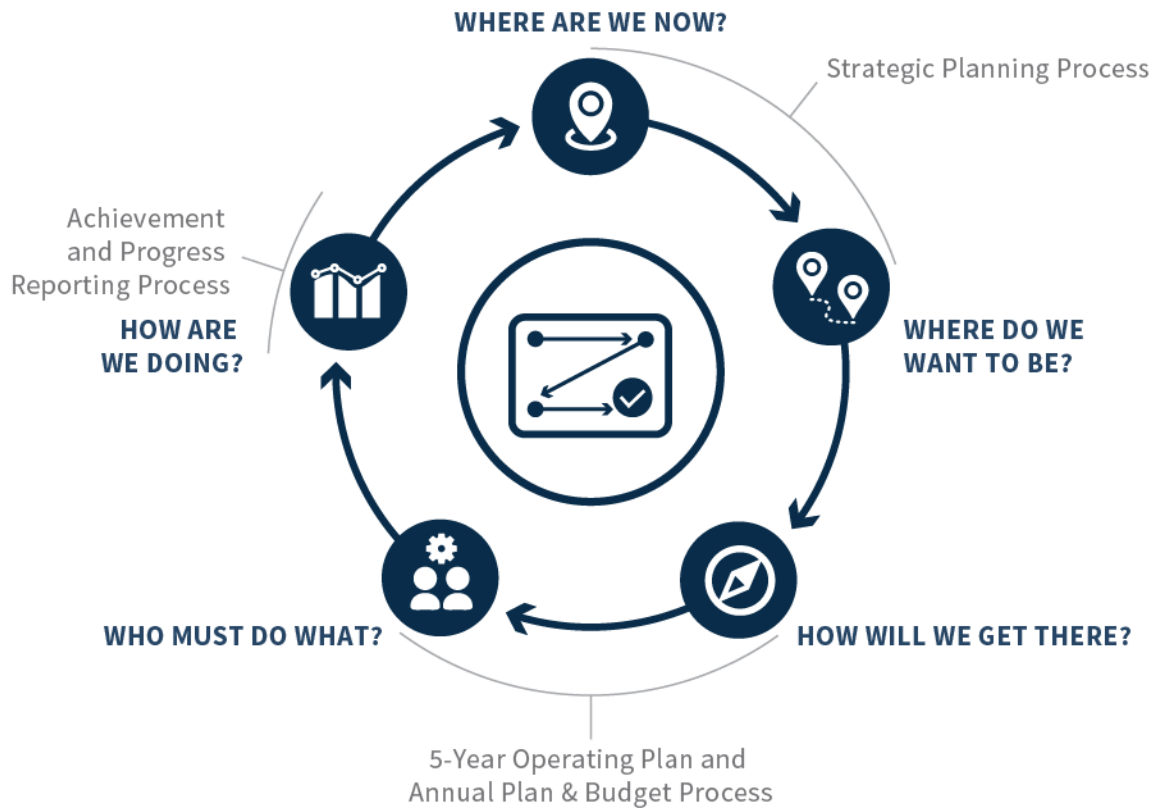 WHERE ARE WE NOW?
Strategic Planning Process
Achievement
and Progress
Reporting Process
HOW ARE
WE DOING?
WHERE DO WE
WANT TO BE?
WHO MUST DO WHAT?
HOW WILL WE GET THERE?
5-Year Operating Plan and
Annual Plan & Budget Process